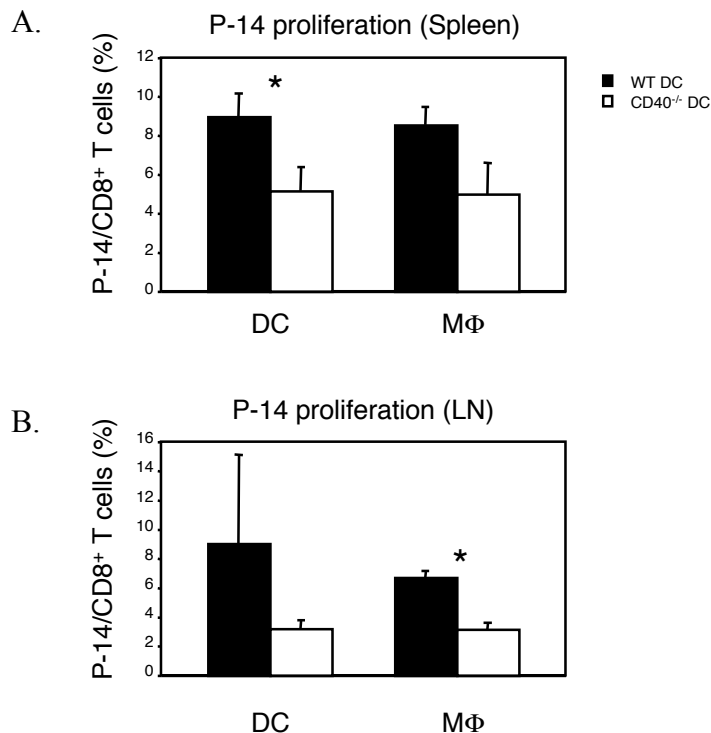 A.
P-14 proliferation (Spleen)
P-14/CD8⁺ T cells (%)
12
10
8
6
4
2
0
*
DC
MΦ
WT DC
CD40⁻/⁻ DC
B.
P-14 proliferation (LN)
P-14/CD8⁺ T cells (%)
16
14
12
10
8
6
4
2
0
*
DC
MΦ